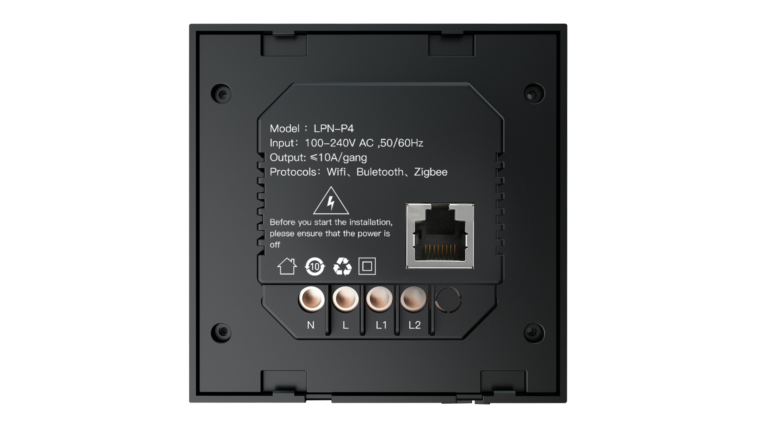 Model： LPN-P4
Input：100-240V AC ,50/60Hz
Output: ≤10A/gang
Protocols：Wifi、Buletooth、Zigbee
Before you start the installation,
please ensure that the power is
off
10
N L L1 L2